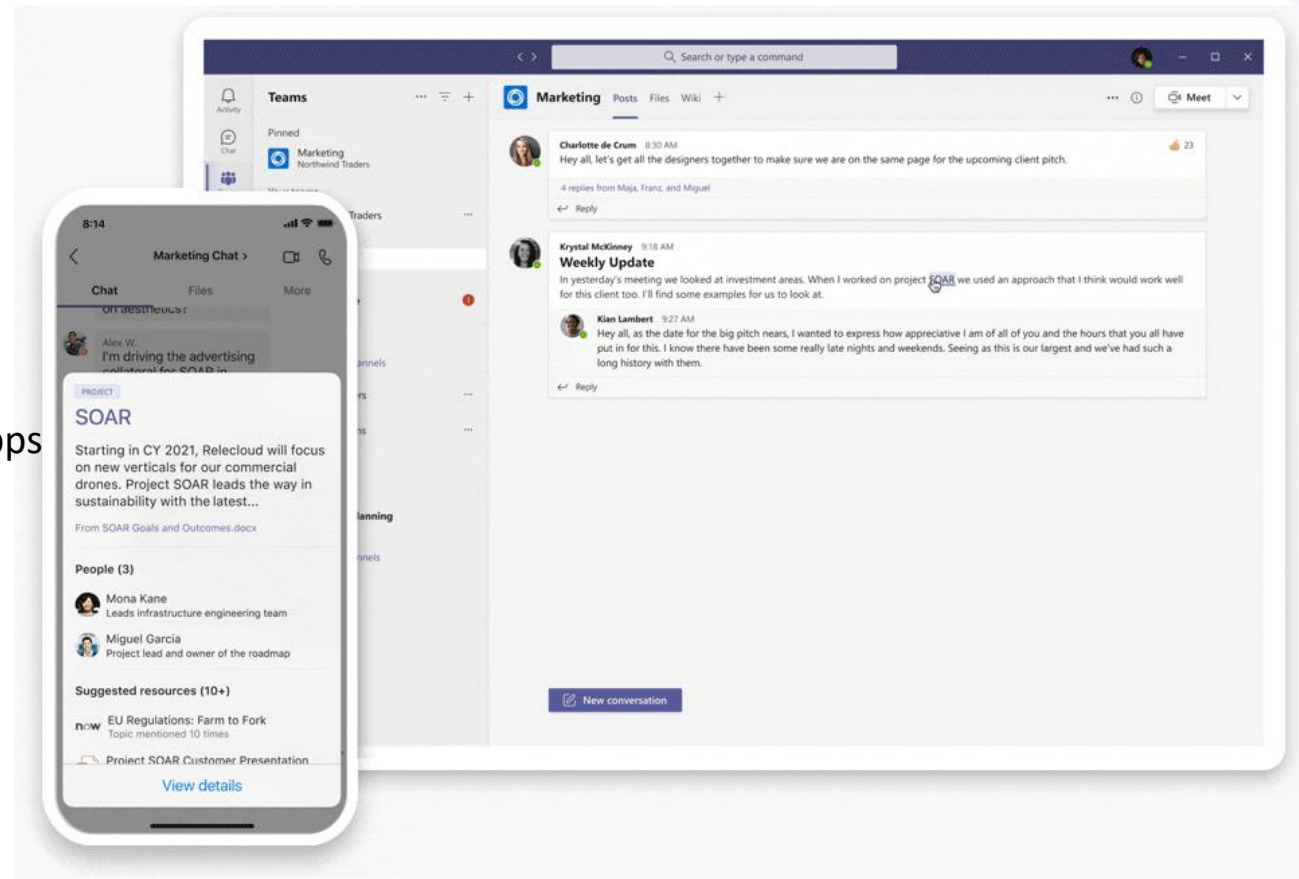 Search or type a command
Activity
Teams
Marketing Posts Files Wiki
Meet
Chat
Pinned
Marketing
Northwind Traders
Traders
annels
rs
ns
lanning
nnels
Charlotte de Crum 8:30 AM
23
Hey all, let's get all the designers together to make sure we are on the same page for the upcoming client pitch.
4 replies from Maja, Franz, and Miguel
Reply
Krystal McKinney 9:18 AM
Weekly Update
In yesterday's meeting we looked at investment areas. When I worked on project SOAR we used an approach that I think would work well
for this client too. I'll find some examples for us to look at.
Kian Lambert 9:27 AM
Hey all, as the date for the big pitch nears, I wanted to express how appreciative I am of all of you and the hours that you all have
put in for this. I know there have been some really late nights and weekends. Seeing as this is our largest and we've had such a
long history with them.
Reply
New conversation
ops
8:14
Marketing Chat >
Chat Files More
on aesthetics?
Alex W.
I'm driving the advertising
collateral for SOAR in
PROJECT
SOAR
Starting in CY 2021, Relecloud will focus
on new verticals for our commercial
drones. Project SOAR leads the way in
sustainability with the latest...
From SOAR Goals and Outcomes.docx
People (3)
Mona Kane
Leads infrastructure engineering team
Miguel Garcia
Project lead and owner of the roadmap
Suggested resources (10+)
now EU Regulations: Farm to Fork
Topic mentioned 10 times
Project SOAR Customer Presentation
View details